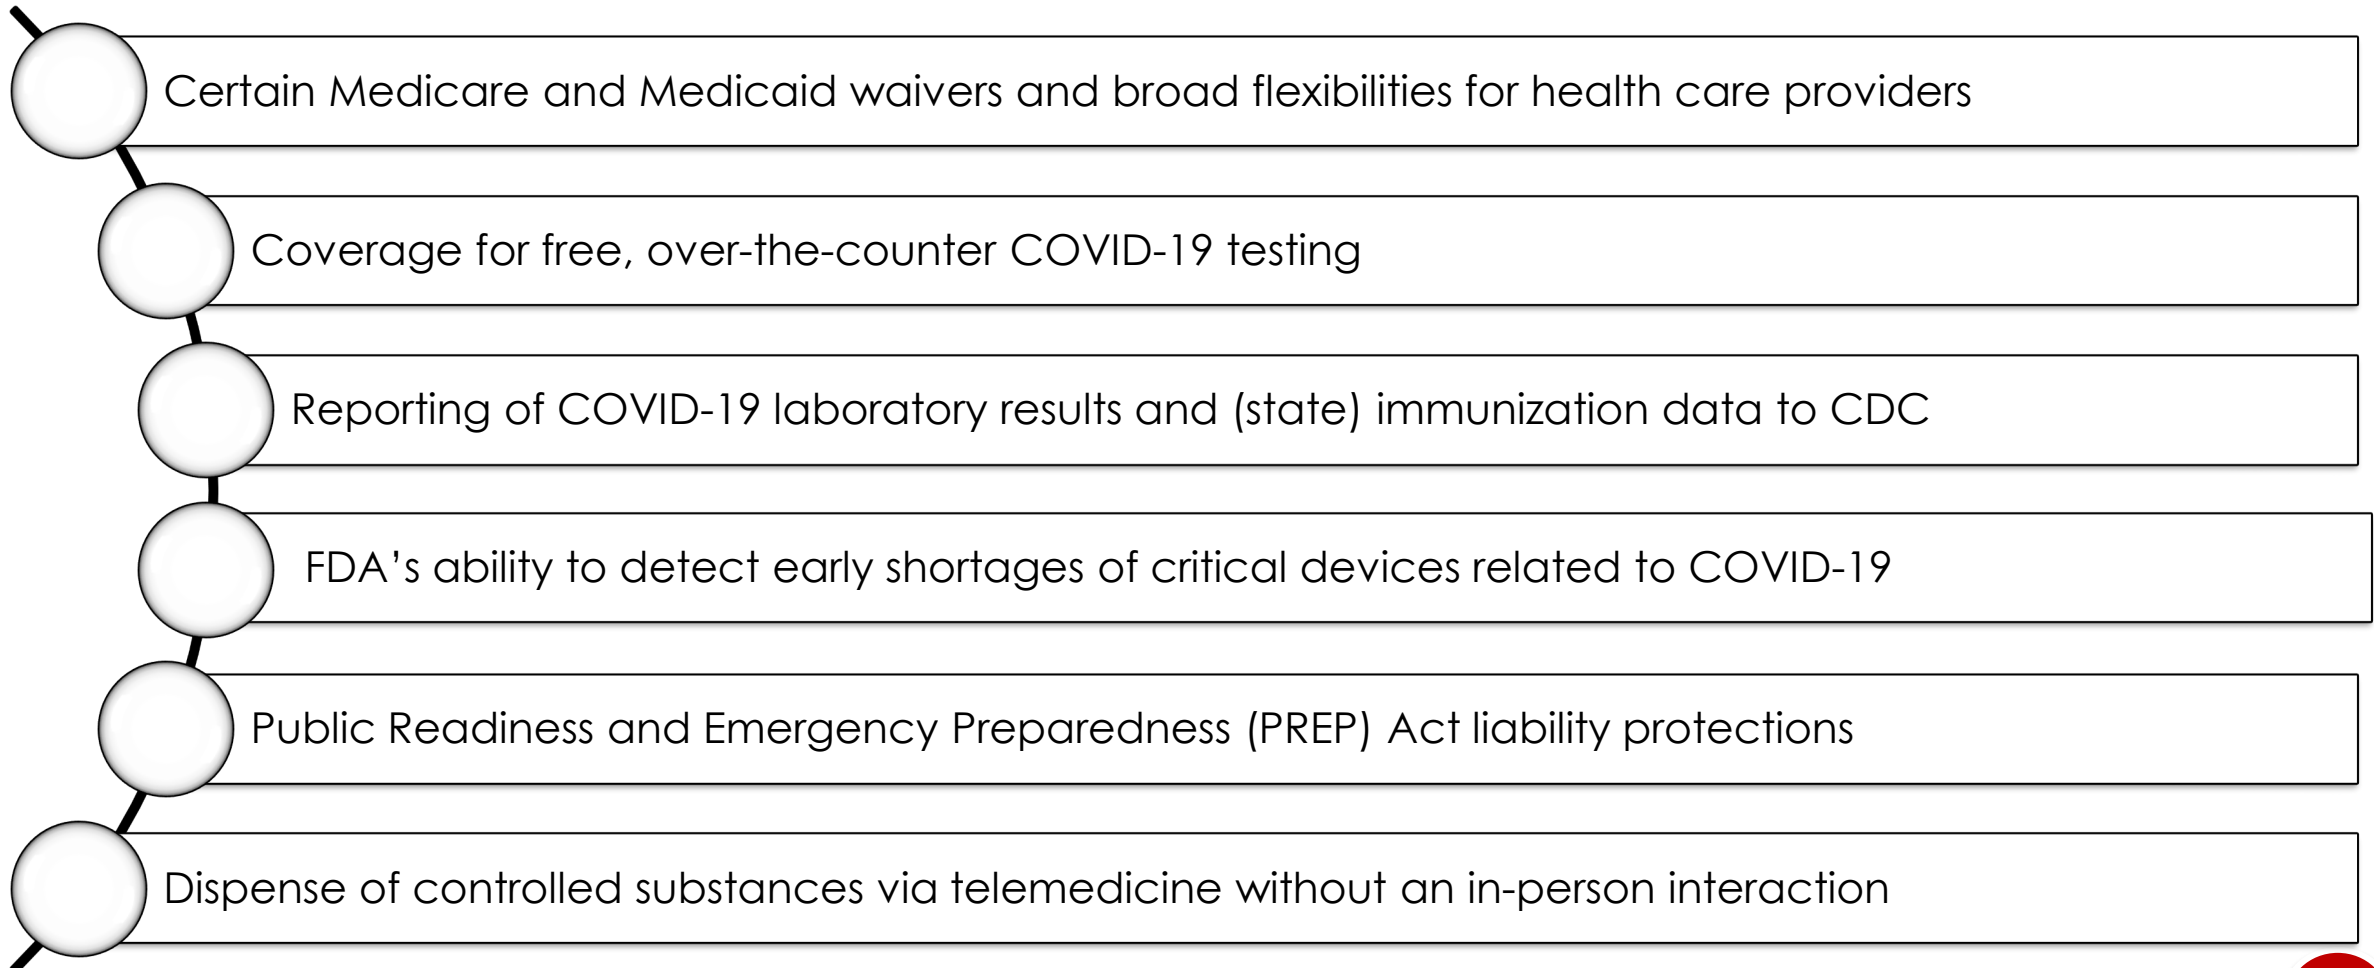 Certain Medicare and Medicaid waivers and broad flexibilities for health care providers
Coverage for free, over-the-counter COVID-19 testing
Reporting of COVID-19 laboratory results and (state) immunization data to CDC
FDA’s ability to detect early shortages of critical devices related to COVID-19
Public Readiness and Emergency Preparedness (PREP) Act liability protections
Dispense of controlled substances via telemedicine without an in-person interaction